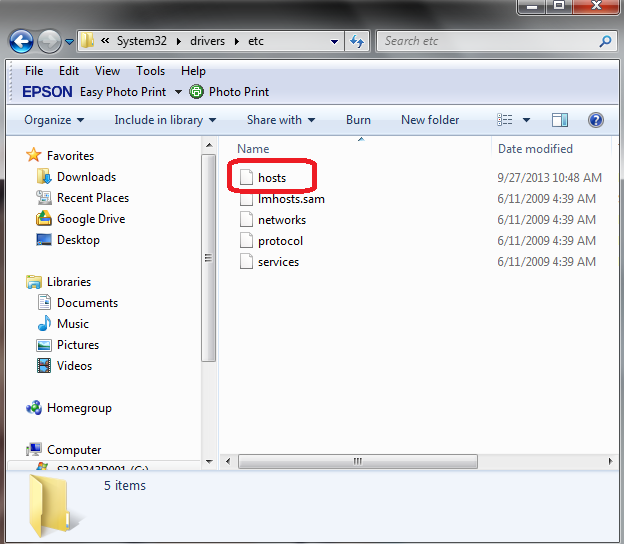 « System32 ▸ drivers ▸ etc
Search etc
File Edit View Tools Help
EPSON Easy Photo Print Photo Print
Organize Include in library Share with Burn New folder
Name Date modified
Favorites
Downloads
Recent Places
Google Drive
Desktop
Libraries
Documents
Music
Pictures
Videos
Homegroup
Computer
hosts 9/27/2013 10:48 AM
lmhosts.sam 6/11/2009 4:39 AM
networks 6/11/2009 4:39 AM
protocol 6/11/2009 4:39 AM
services 6/11/2009 4:39 AM
5 items